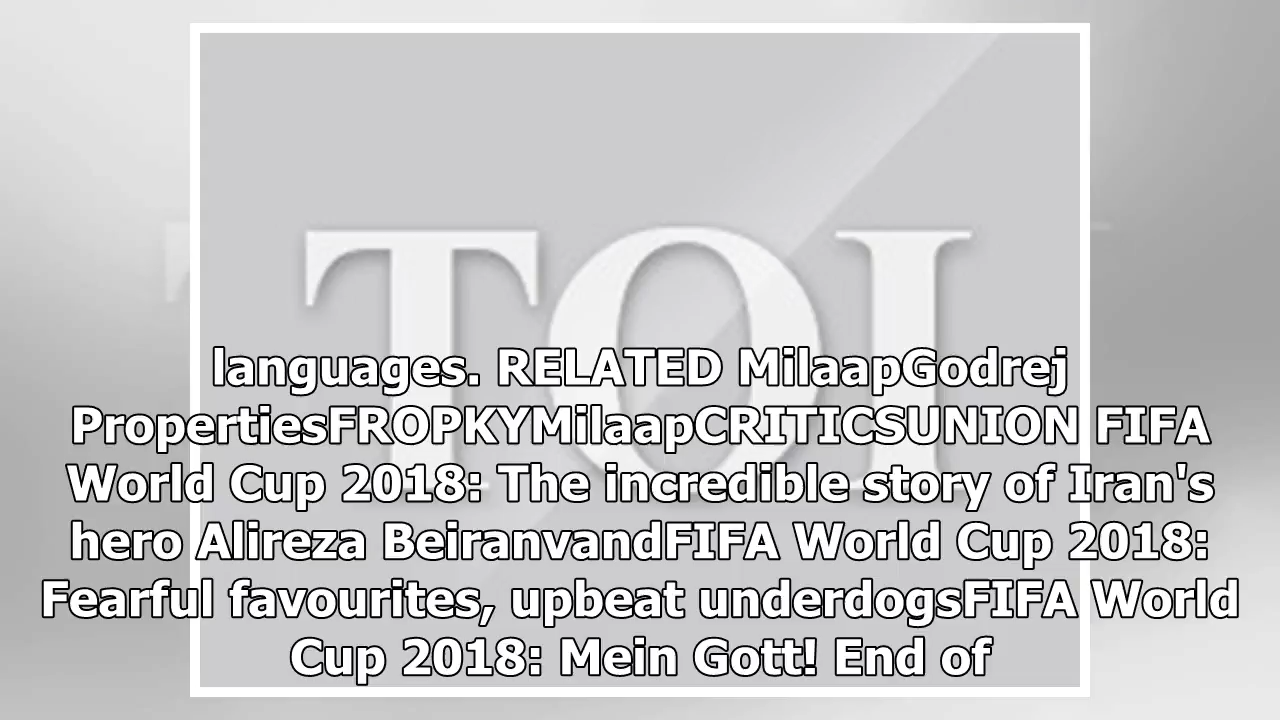 TOI
languages. RELATED MilaapGodrej
PropertiesFROPKYMilaapCRITICSUNION FIFA
World Cup 2018: The incredible story of Iran's
hero Alireza BeiranvandFIFA World Cup 2018:
Fearful favourites, upbeat underdogsFIFA World
Cup 2018: Mein Gott! End of